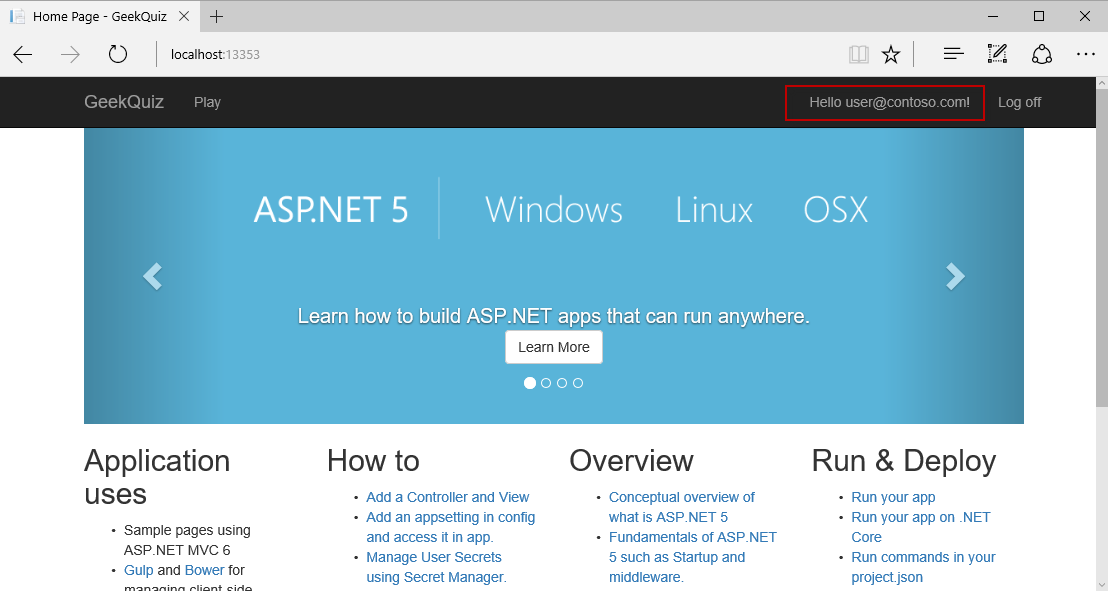 Home Page - GeekQuiz
localhost:13353
GeekQuiz Play Hello user@contoso.com! Log off
ASP.NET 5 Windows Linux OSX
Learn how to build ASP.NET apps that can run anywhere.
Learn More
Application
uses
• Sample pages using
ASP.NET MVC 6
• Gulp and Bower for
managing client-side
How to
• Add a Controller and View
• Add an appsetting in config
and access it in app.
• Manage User Secrets
using Secret Manager.
Overview
• Conceptual overview of
what is ASP.NET 5
• Fundamentals of ASP.NET
5 such as Startup and
middleware.
Run & Deploy
• Run your app
• Run your app on .NET
Core
• Run commands in your
project.json